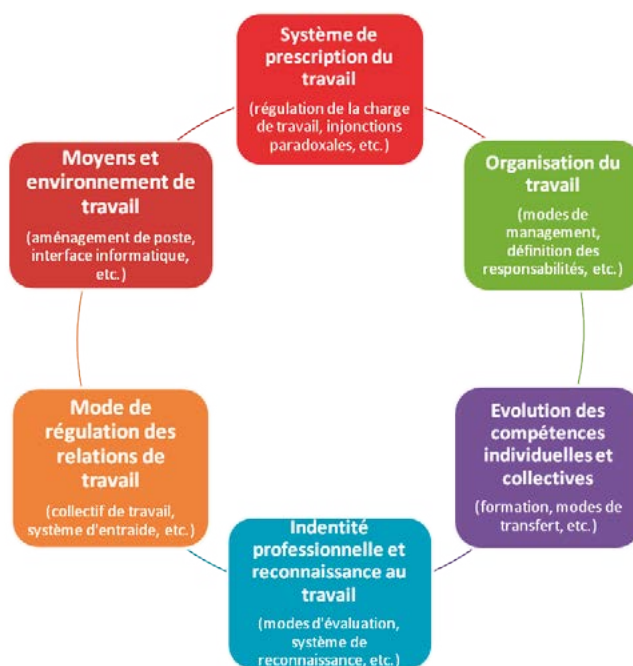 Système de
prescription du
travail
(régulation de la charge
de travail, injonctions
paradoxales, etc.)
Organisation du
travail
(modes de
management,
définition des
responsabilités, etc.)
Evolution des
compétences
individuelles et
collectives
(formation, modes de
transfert, etc.)
Indentité
professionnelle et
reconnaissance au
travail
(modes d'évaluation,
système de
reconnaissance, etc.)
Mode de
régulation des
relations de
travail
(collectif de travail,
système d'entraide, etc.)
Moyens et
environnement de
travail
(aménagement de poste,
interface informatique,
etc.)